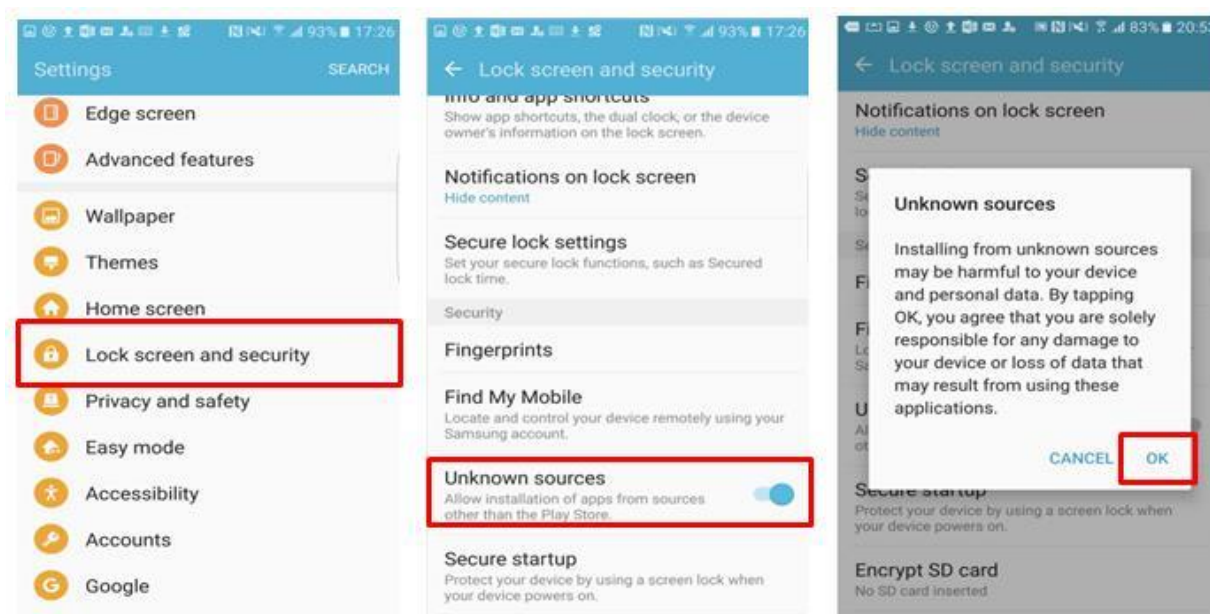 93% 17:26
Settings
SEARCH
Edge screen
Advanced features
Wallpaper
Themes
Home screen
Lock screen and security
Privacy and safety
Easy mode
Accessibility
Accounts
Google
93% 17:26
Lock screen and security
Info and app shortcuts
Show app shortcuts, the dual clock, or the device
owner's information on the lock screen.
Notifications on lock screen
Hide content
Secure lock settings
Set your secure lock functions, such as Secured
lock time.
Security
Fingerprints
Find My Mobile
Locate and control your device remotely using your
Samsung account.
Unknown sources
Allow installation of apps from sources
other than the Play Store.
Secure startup
Protect your device by using a screen lock when
your device powers on.
83% 20:53
Lock screen and security
Notifications on lock screen
Hide content
Unknown sources
Installing from unknown sources
may be harmful to your device
and personal data. By tapping
OK, you agree that you are solely
responsible for any damage to
your device or loss of data that
may result from using these
applications.
CANCEL
OK
Secure startup
Protect your device by using a screen lock when
your device powers on.
Encrypt SD card
No SD card inserted